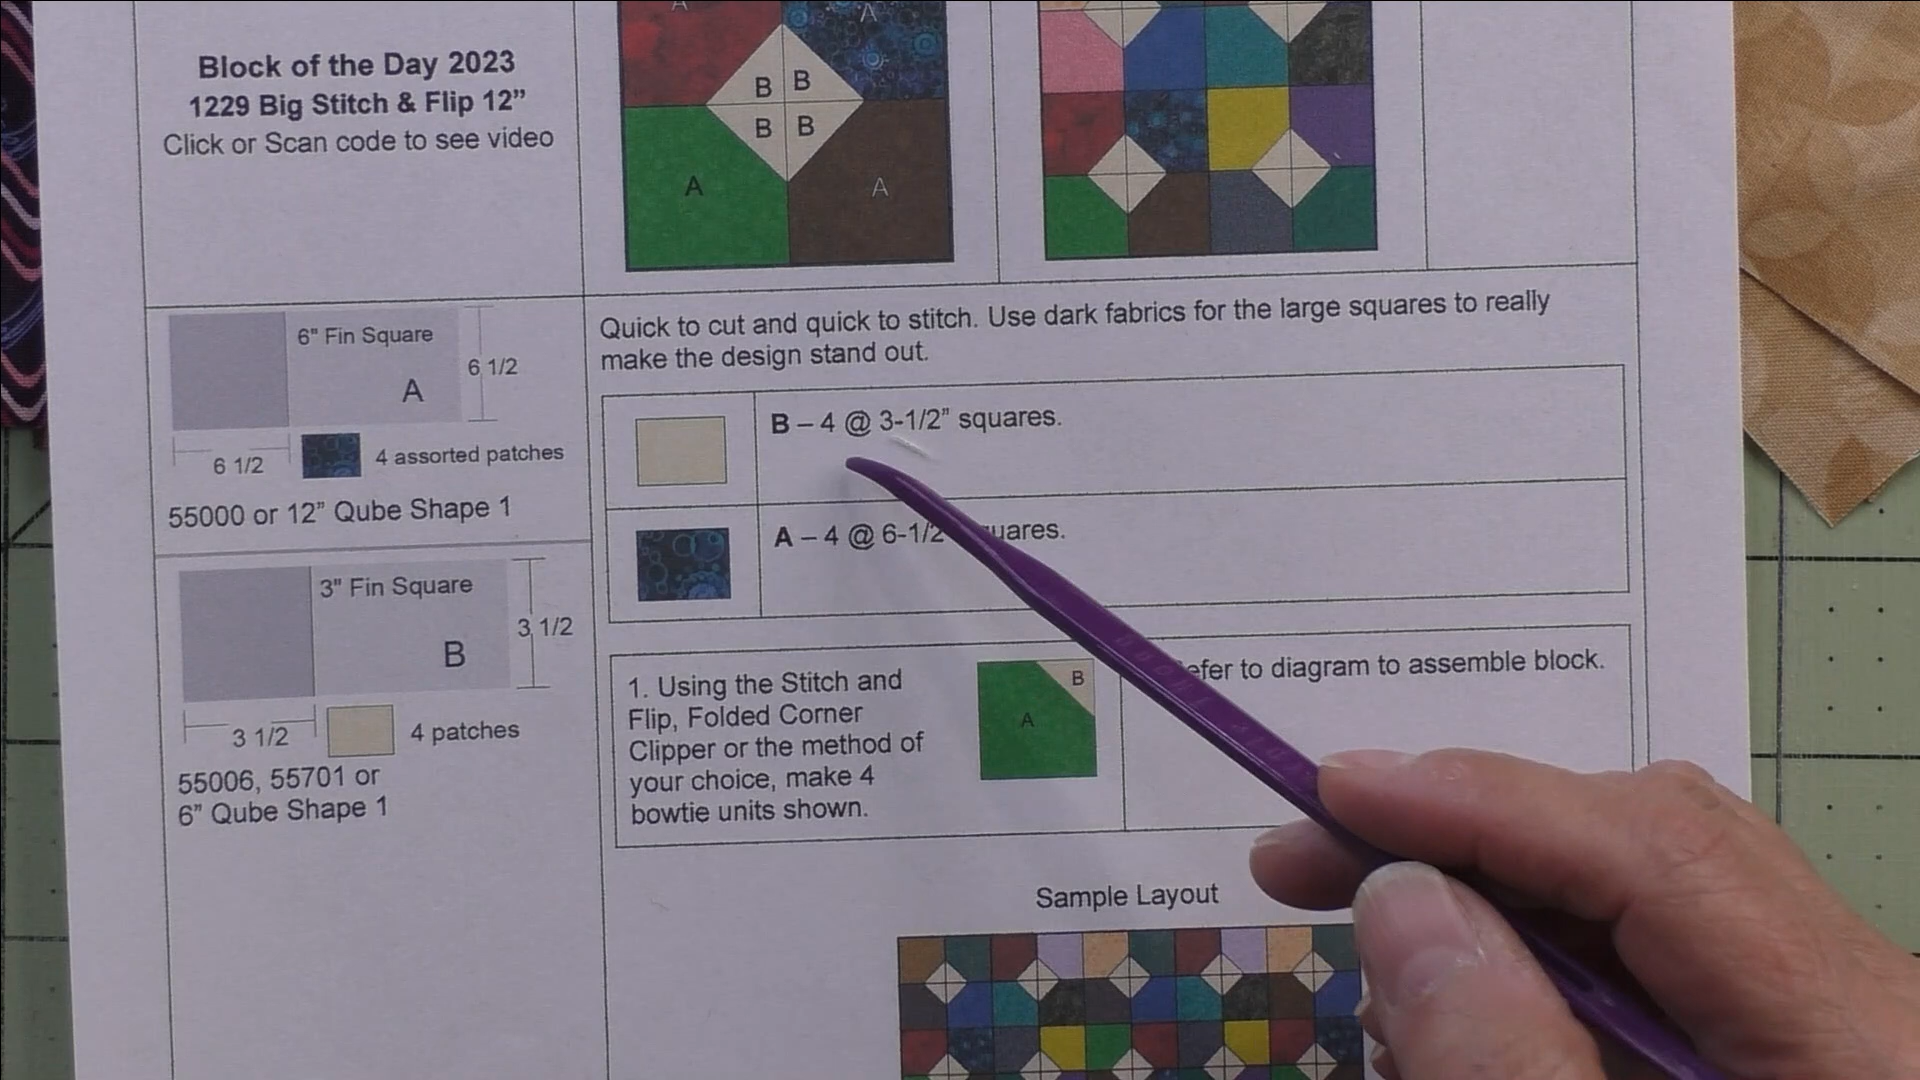 Block of the Day 2023
1229 Big Stitch & Flip 12”
Click or Scan code to see video
A
A
B B
B B
A
A
6" Fin Square
A
6 1/2
6 1/2
4 assorted patches
55000 or 12” Qube Shape 1
3" Fin Square
B
3 1/2
3 1/2
4 patches
55006, 55701 or
6” Qube Shape 1
Quick to cut and quick to stitch. Use dark fabrics for the large squares to really
make the design stand out.
B – 4 @ 3-1/2” squares.
A – 4 @ 6-1/2
1. Using the Stitch and
Flip, Folded Corner
Clipper or the method of
your choice, make 4
bowtie units shown.
B
A
to diagram to assemble block.
Sample Layout